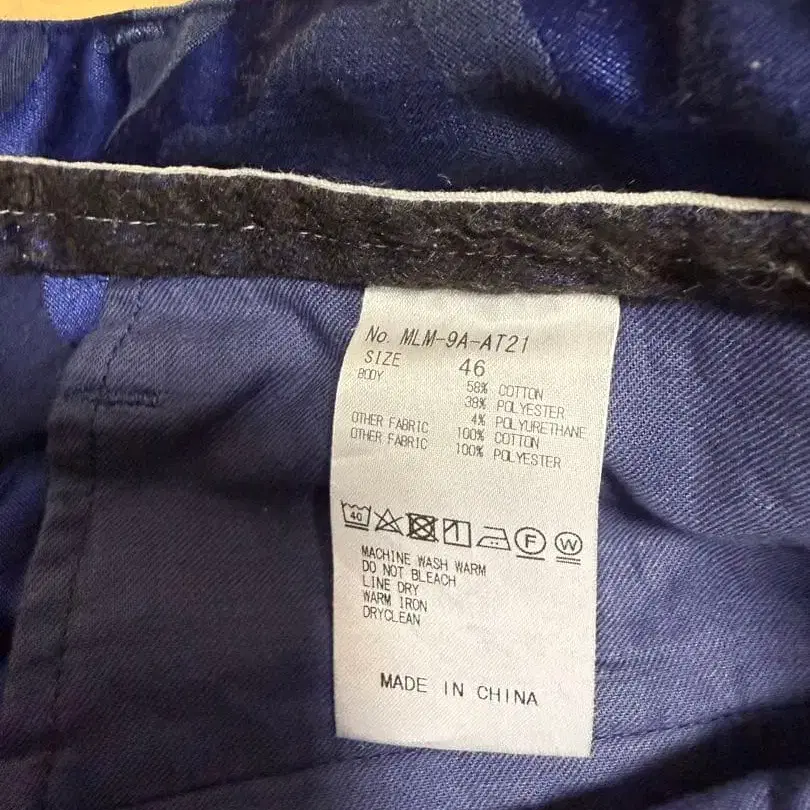 No. MLM-9A-AT21
SIZE 46
BODY 58% COTTON
38% POLYESTER
4% POLYURETHANE
OTHER FABRIC 100% COTTON
OTHER FABRIC 100% POLYESTER
40 F W
MACHINE WASH WARM
DO NOT BLEACH
LINE DRY
WARM IRON
DRYCLEAN
MADE IN CHINA